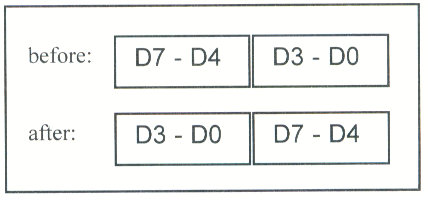 before: D7 - D4 D3 - D0
after: D3 - D0 D7 - D4